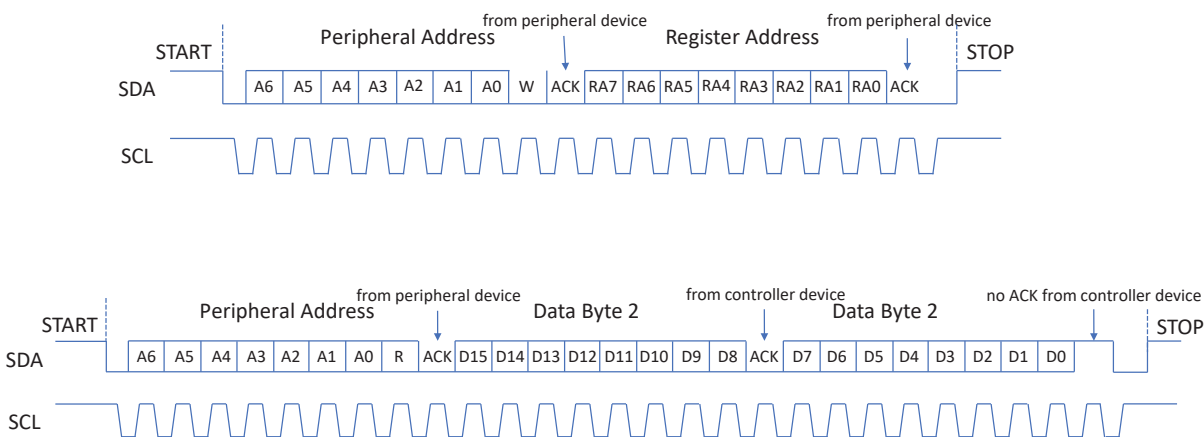 from peripheral device from peripheral device
Peripheral Address Register Address
START STOP
SDA A6 A5 A4 A3 A2 A1 A0 W ACK RA7 RA6 RA5 RA4 RA3 RA2 RA1 RA0 ACK
SCL
from peripheral device from controller device no ACK from controller device
Peripheral Address Data Byte 2 Data Byte 2
START STOP
SDA A6 A5 A4 A3 A2 A1 A0 R ACK D15 D14 D13 D12 D11 D10 D9 D8 ACK D7 D6 D5 D4 D3 D2 D1 D0
SCL